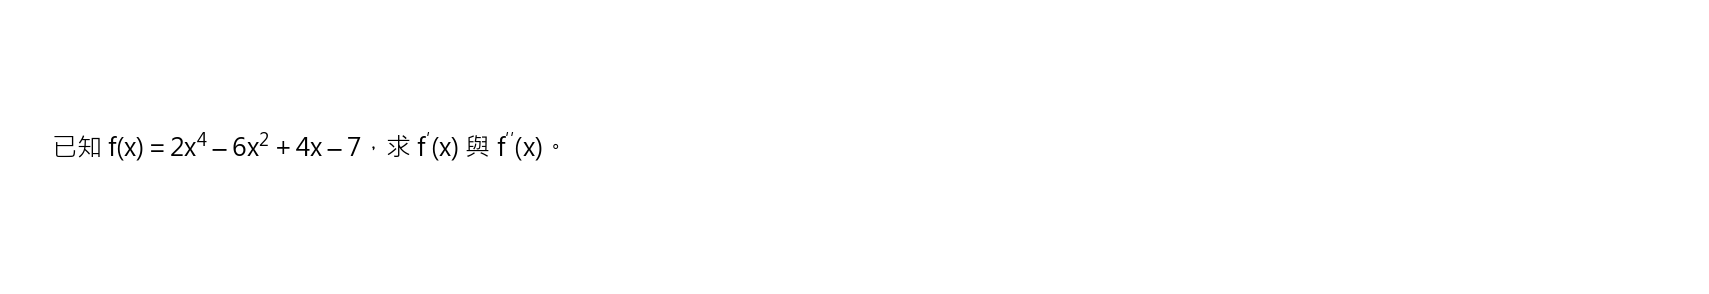 已知 f(x) = 2x⁴ – 6x² + 4x – 7，求 f′(x) 與 f′′(x)。